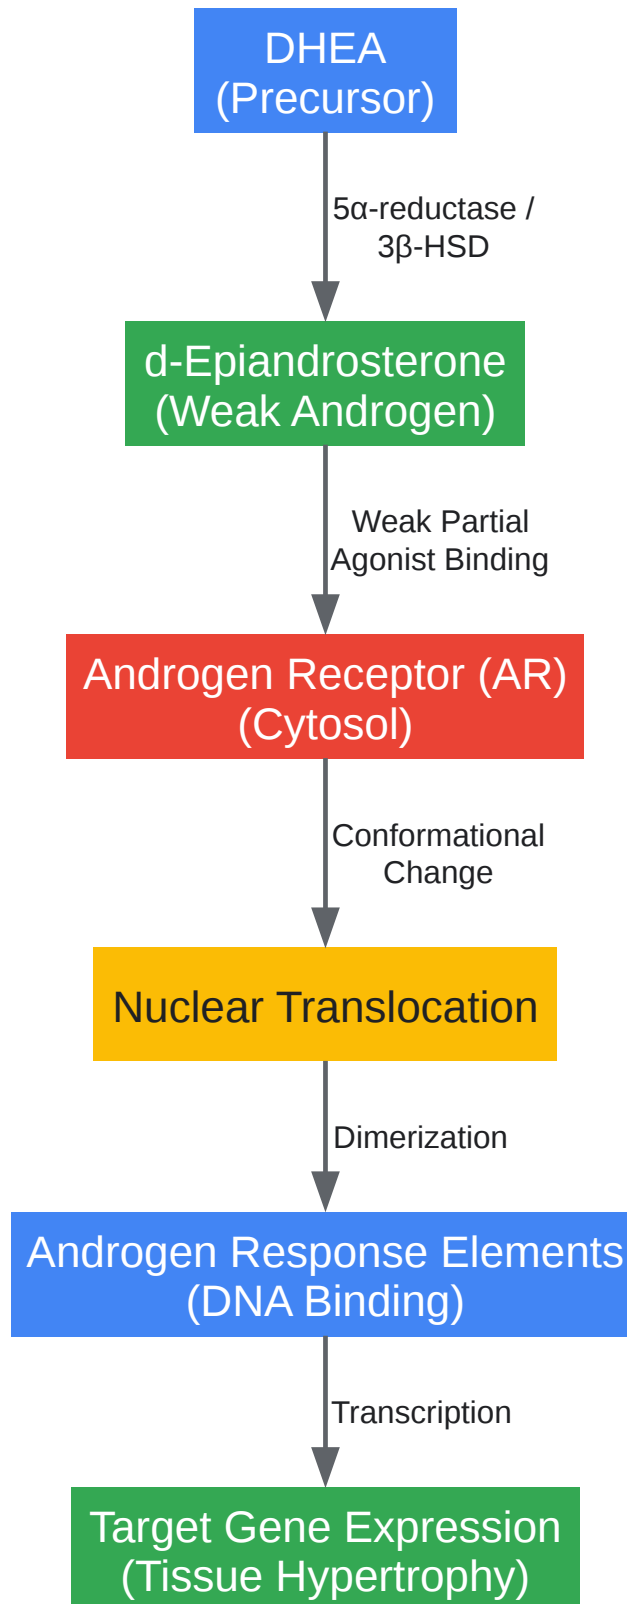 DHEA
(Precursor)
5α-reductase /
3β-HSD
d-Epiandrosterone
(Weak Androgen)
Weak Partial
Agonist Binding
Androgen Receptor (AR)
(Cytosol)
Conformational
Change
Nuclear Translocation
Dimerization
Androgen Response Elements
(DNA Binding)
Transcription
Target Gene Expression
(Tissue Hypertrophy)